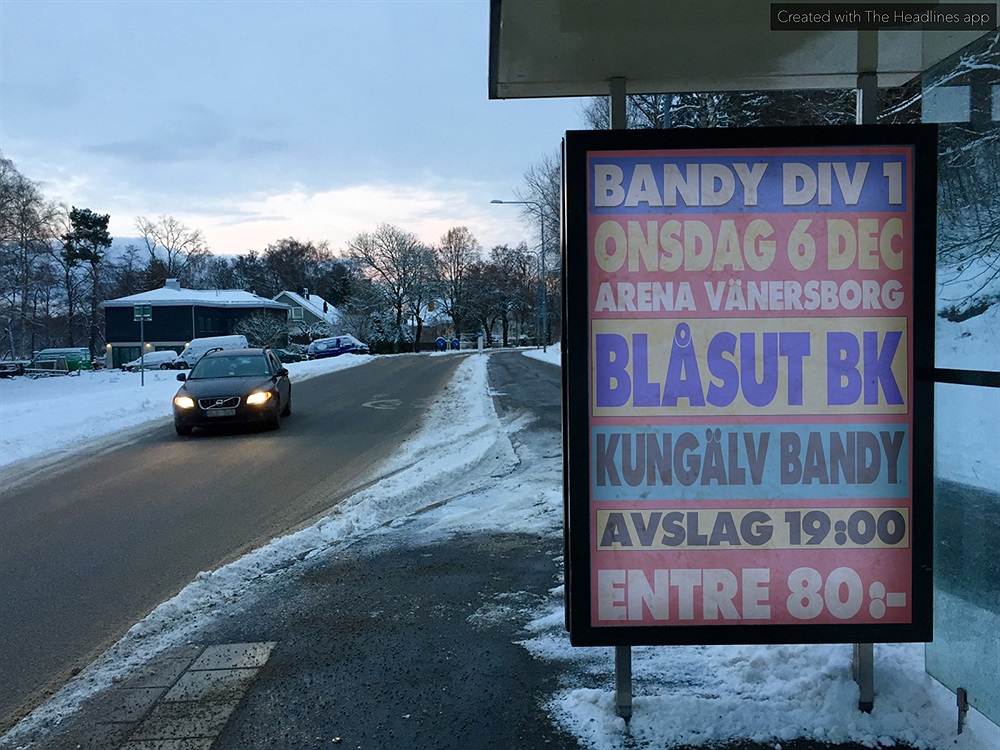 Created with The Headlines app
BANDY DIV 1
ONSDAG 6 DEC
ARENA VÄNERSBORG
BLÅSUT BK
KUNGÄLV BANDY
AVSLAG 19:00
ENTRE 80:-